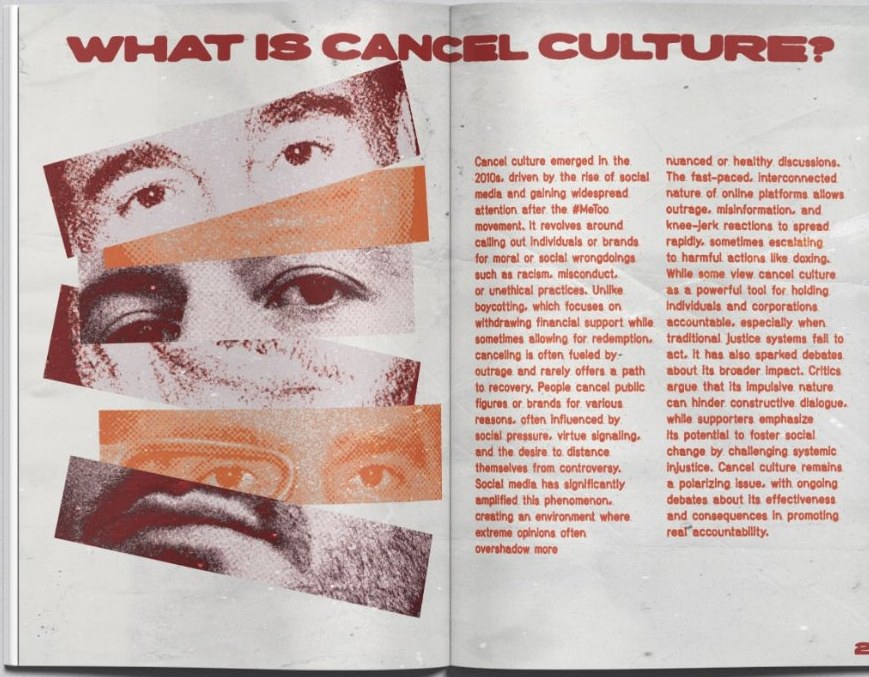 WHAT IS CANCEL CULTURE?
Cancel culture emerged in the
2010s, driven by the rise of social
media and gaining widespread
attention after the #MeToo
movement. It revolves around
calling out individuals or brands
for moral or social wrongdoings
such as racism, misconduct,
or unethical practices. Unlike
boycotting, which focuses on
withdrawing financial support while
sometimes allowing for redemption,
canceling is often fueled by
outrage and rarely offers a path
to recovery. People cancel public
figures or brands for various
reasons, often influenced by
social pressure, virtue signaling,
and the desire to distance
themselves from controversy.
Social media has significantly
amplified this phenomenon,
creating an environment where
extreme opinions often
overshadow more
nuanced or healthy discussions.
The fast-paced, interconnected
nature of online platforms allows
outrage, misinformation, and
knee-jerk reactions to spread
rapidly, sometimes escalating
to harmful actions like doxing.
While some view cancel culture
as a powerful tool for holding
individuals and corporations
accountable, especially when
traditional justice systems fail to
act, it has also sparked debates
about its broader impact. Critics
argue that its impulsive nature
can hinder constructive dialogue,
while supporters emphasize
its potential to foster social
change by challenging systemic
injustice. Cancel culture remains
a polarizing issue, with ongoing
debates about its effectiveness
and consequences in promoting
real accountability.